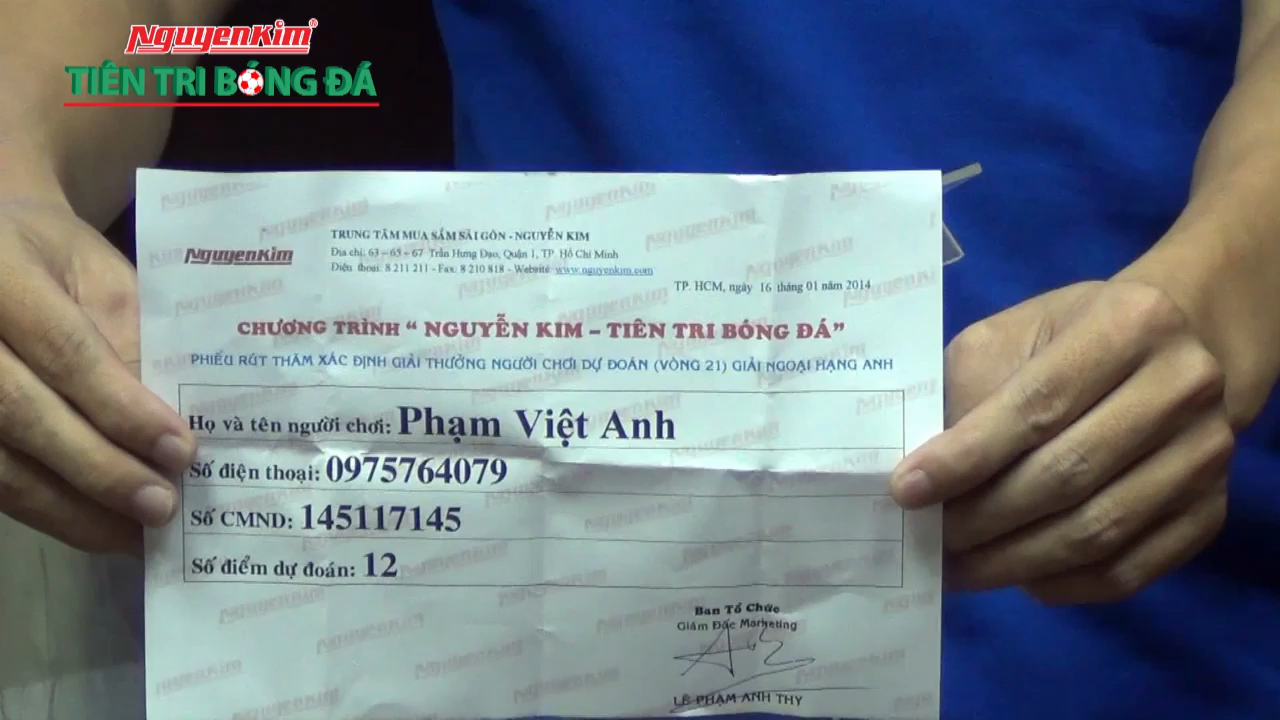 NguyenKim®
TIÊN TRI BÓNG ĐÁ
NguyenKim
TRUNG TÂM MUA SẮM SÀI GÒN - NGUYỄN KIM
Địa chỉ: 63 - 65 - 67 Trần Hưng Đạo, Quận 1, TP. Hồ Chí Minh
Điện thoại: 8 211 211 - Fax: 8 210 818 - Website: www.nguyenkim.com
TP. HCM, ngày 16 tháng 01 năm 2014
CHƯƠNG TRÌNH “ NGUYỄN KIM – TIÊN TRI BÓNG ĐÁ”
PHIẾU RÚT THĂM XÁC ĐỊNH GIẢI THƯỞNG NGƯỜI CHƠI DỰ ĐOÁN (VÒNG 21) GIẢI NGOẠI HẠNG ANH
Họ và tên người chơi: Phạm Việt Anh
Số điện thoại: 0975764079
Số CMND: 145117145
Số điểm dự đoán: 12
Ban Tổ Chức
Giám Đốc Marketing
LÊ PHẠM ANH THY